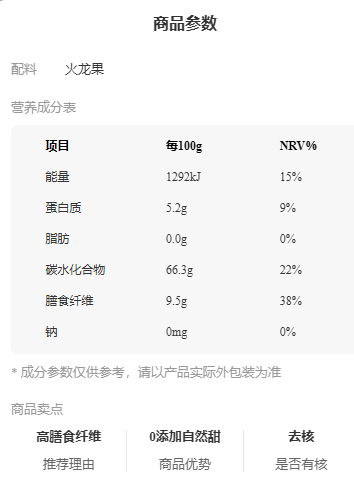 商品参数
配料 火龙果
营养成分表
项目 每100g NRV%
能量 1292kJ 15%
蛋白质 5.2g 9%
脂肪 0.0g 0%
碳水化合物 66.3g 22%
膳食纤维 9.5g 38%
钠 0mg 0%
* 成分参数仅供参考，请以产品实际外包装为准
商品卖点
高膳食纤维 0添加自然甜 去核
推荐理由 商品优势 是否有核